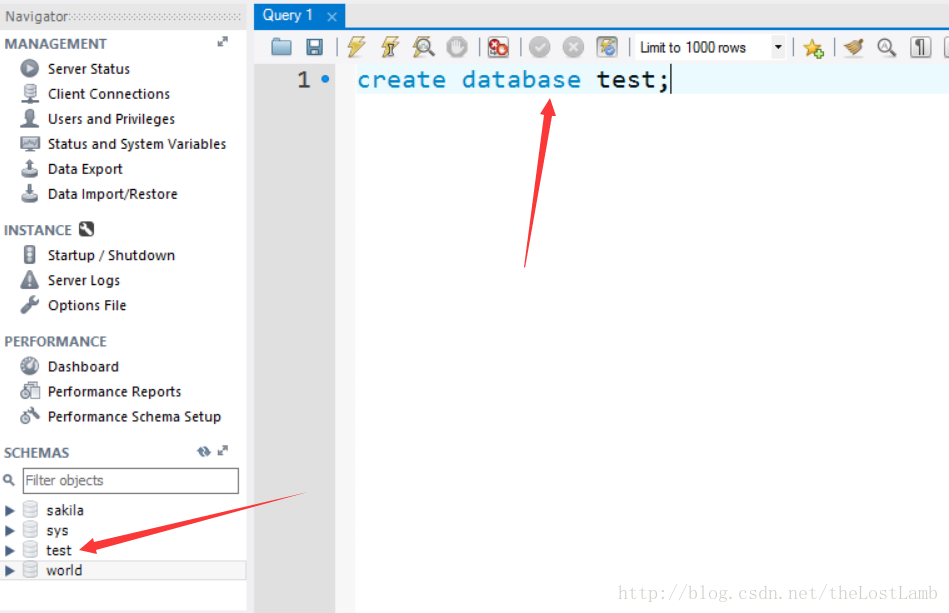 Navigator
MANAGEMENT
Server Status
Client Connections
Users and Privileges
Status and System Variables
Data Export
Data Import/Restore
INSTANCE
Startup / Shutdown
Server Logs
Options File
PERFORMANCE
Dashboard
Performance Reports
Performance Schema Setup
SCHEMAS
Filter objects
sakila
sys
test
world
Query 1
Limit to 1000 rows
1 create database test;
http://blog.csdn.net/theLostLamb